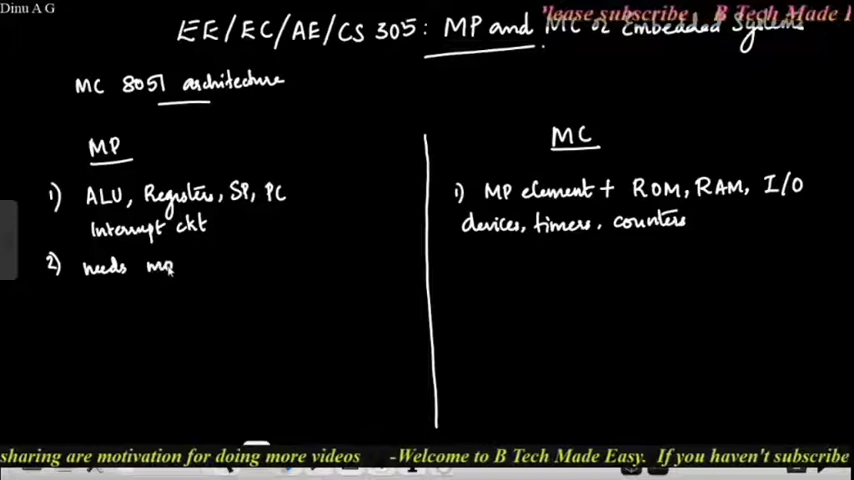 Dinu A G
lease subscribe B Tech Made
EE/EC/AE/CS 305: MP and MC or Embedded Systems
MC 8051 architecture
MP
1) ALU, Registers, SP, PC
Interrupt ckt
2) needs
MC
1) MP element + ROM, RAM, I/O
devices, timers, counters
sharing are motivation for doing more videos -Welcome to B Tech Made Easy. If you haven't subscribe